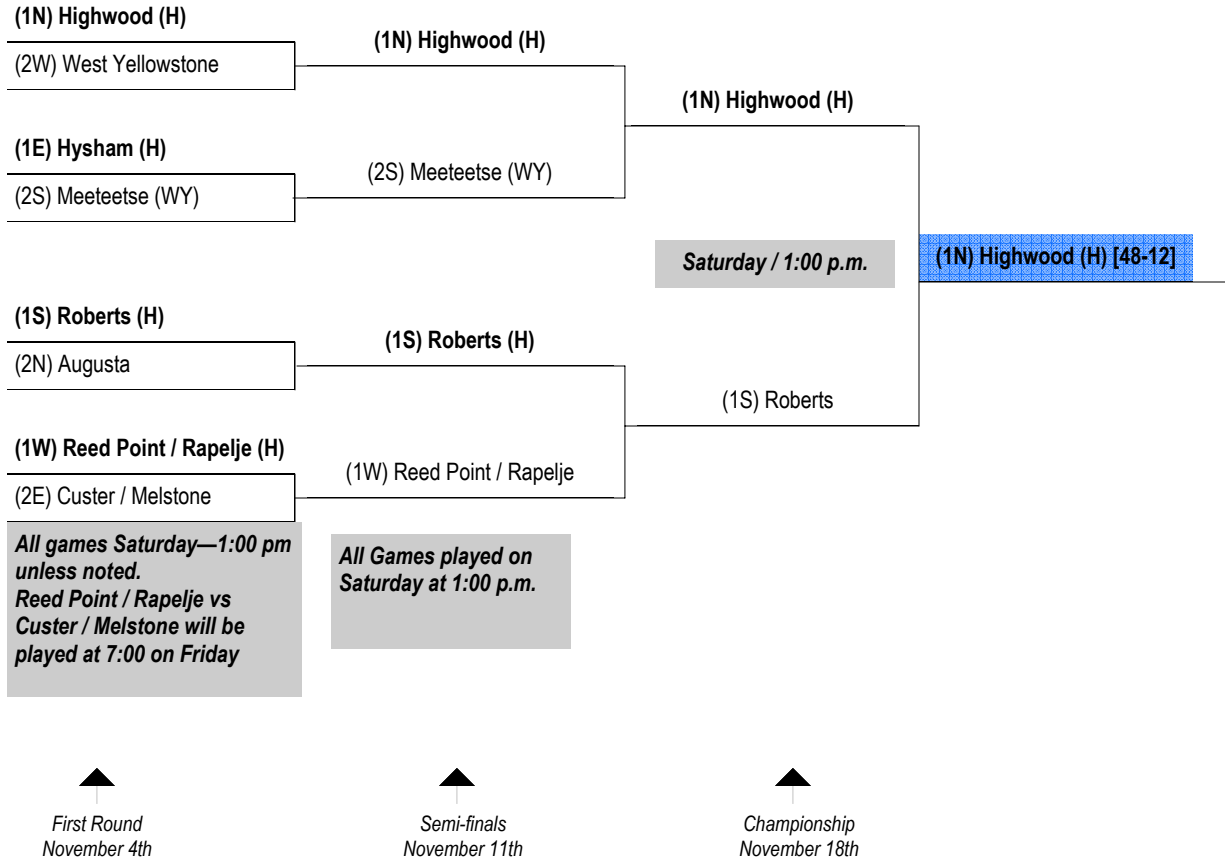 (1N) Highwood (H)
(2W) West Yellowstone
(1E) Hysham (H)
(2S) Meeteetse (WY)
(1S) Roberts (H)
(2N) Augusta
(1W) Reed Point / Rapelje (H)
(2E) Custer / Melstone
All games Saturday—1:00 pm
unless noted.
Reed Point / Rapelje vs
Custer / Melstone will be
played at 7:00 on Friday
(1N) Highwood (H)
(2S) Meeteetse (WY)
(1S) Roberts (H)
(1W) Reed Point / Rapelje
All Games played on
Saturday at 1:00 p.m.
(1N) Highwood (H)
Saturday / 1:00 p.m.
(1S) Roberts
(1N) Highwood (H) [48-12]
First Round
November 4th
Semi-finals
November 11th
Championship
November 18th